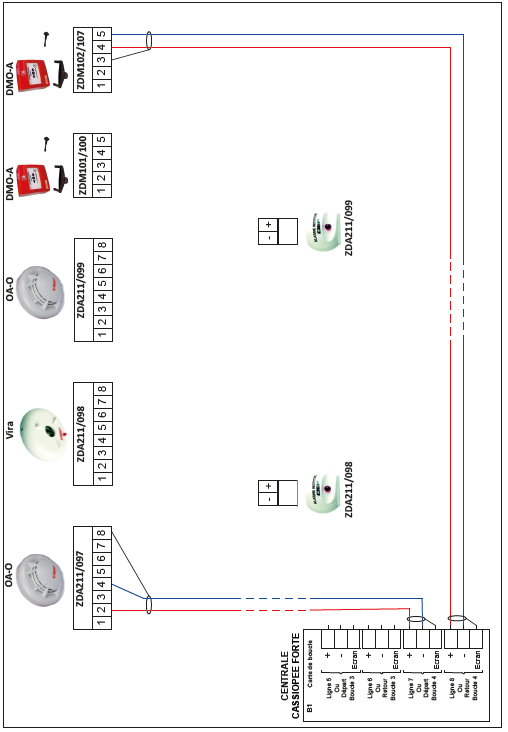 DMO-A
ZDM102/107
1 2 3 4 5
DMO-A
ZDM101/100
1 2 3 4 5
OA-O
ZDA211/099
1 2 3 4 5 6 7 8
- +
ZDA211/099
Vira
ZDA211/098
1 2 3 4 5 6 7 8
- +
ZDA211/098
OA-O
ZDA211/097
1 2 3 4 5 6 7 8
CENTRALE
CASSIOPEE FORTE
B1
Carte de boucle
+
-
Ecran
+
-
Ecran
+
-
Ecran
+
-
Ecran
Ligne 5
Ou
Départ
Boucle 3
Ligne 6
Ou
Retour
Boucle 3
Ligne 7
Ou
Départ
Boucle 4
Ligne 8
Ou
Retour
Boucle 4